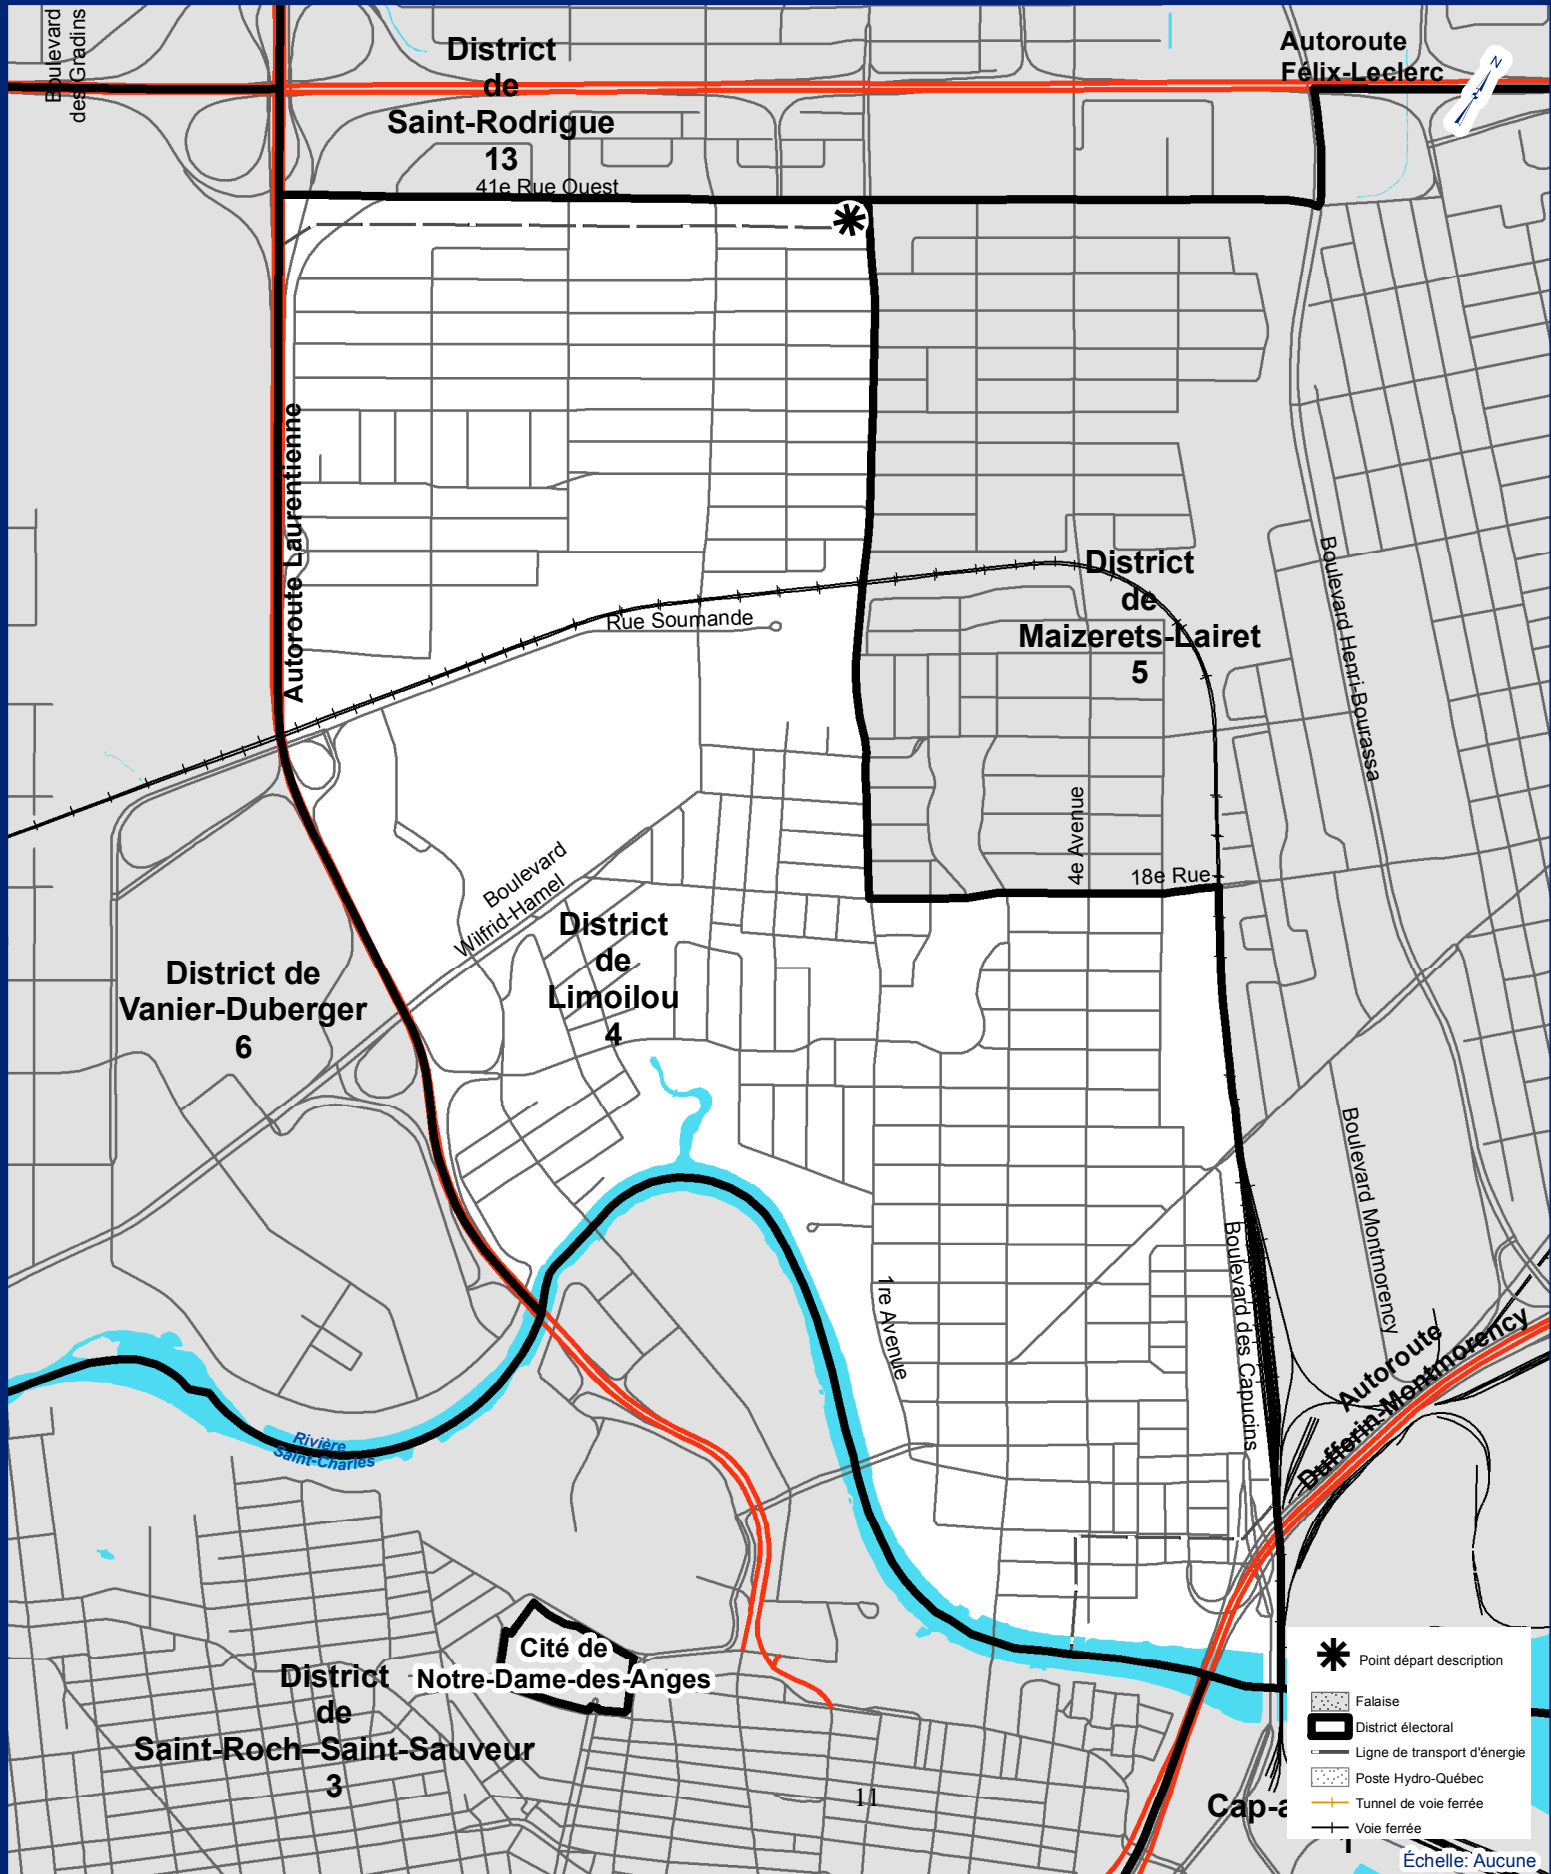 Boulevard
des Gradins
District
de
Saint-Rodrigue
13
Autoroute
Félix-Leclerc
N
41e Rue Ouest
Autoroute Laurentienne
Rue Soumande
District
de
Maizerets-Lairet
5
Boulevard Henri-Bourassa
4e Avenue
18e Rue
Boulevard
Wilfrid-Hamel
District
de
Limoilou
4
District de
Vanier-Duberger
6
Boulevard Montmorency
Boulevard des Capucins
1re Avenue
Autoroute
Dufferin-Montmorency
Rivière
Saint-Charles
Cité de
Notre-Dame-des-Anges
District
de
Saint-Roch–Saint-Sauveur
3
11
Cap-a
Point départ description
Falaise
District électoral
Ligne de transport d'énergie
Poste Hydro-Québec
Tunnel de voie ferrée
Voie ferrée
Échelle: Aucune